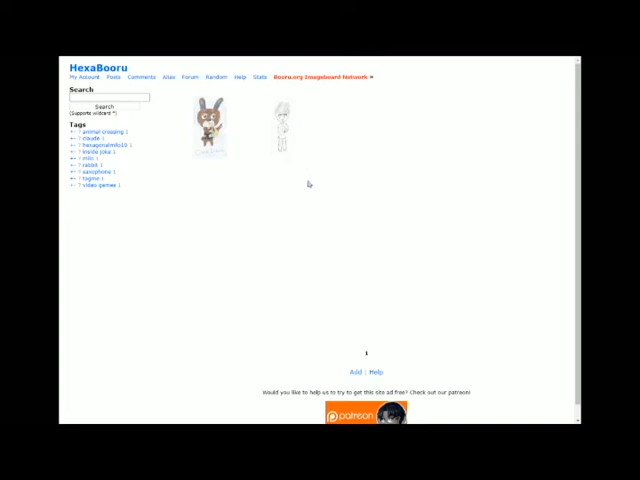 HexaBooru
My Account Posts Comments Alias Forum Random Help Stats Booru.org Imageboard Network »
Search
Search
(Supports wildcard *)
Tags
+- ? animal crossing 1
+- ? claude 1
+- ? hexagonalmilo10 1
+- ? inside joke 1
+- ? milo 1
+- ? rabbit 1
+- ? saxophone 1
+- ? tagme 1
+- ? video games 1
1
Add | Help
Would you like to help us to try to get this site ad free? Check out our patreon!
patreon